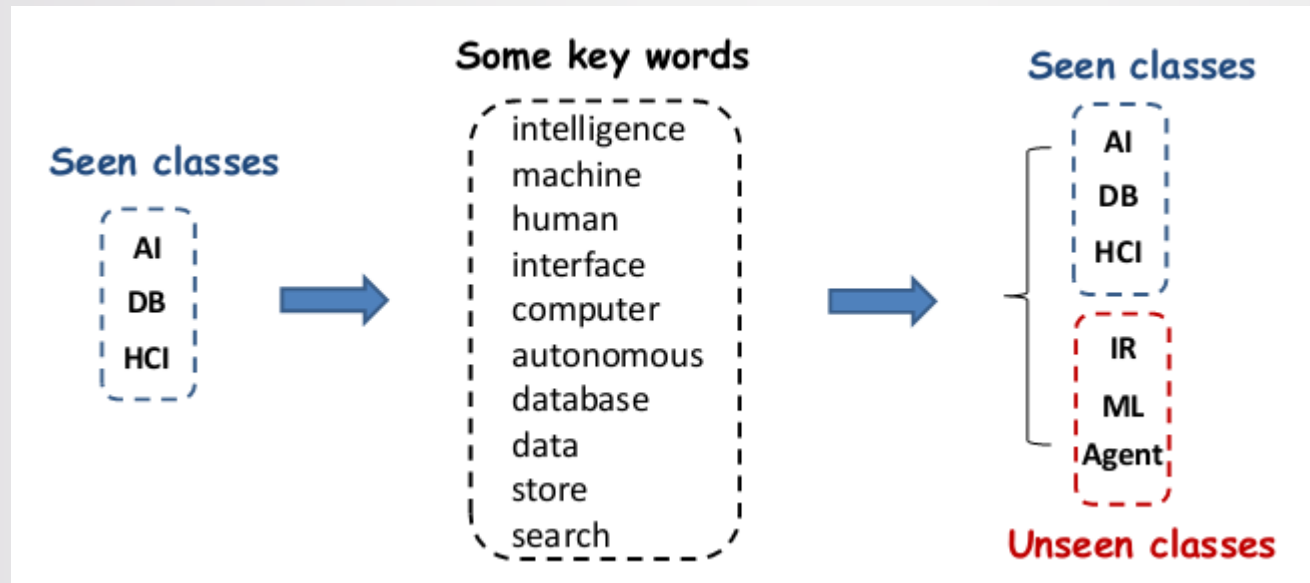 Seen classes
AI
DB
HCI
Some key words
intelligence
machine
human
interface
computer
autonomous
database
data
store
search
Seen classes
AI
DB
HCI
IR
ML
Agent
Unseen classes